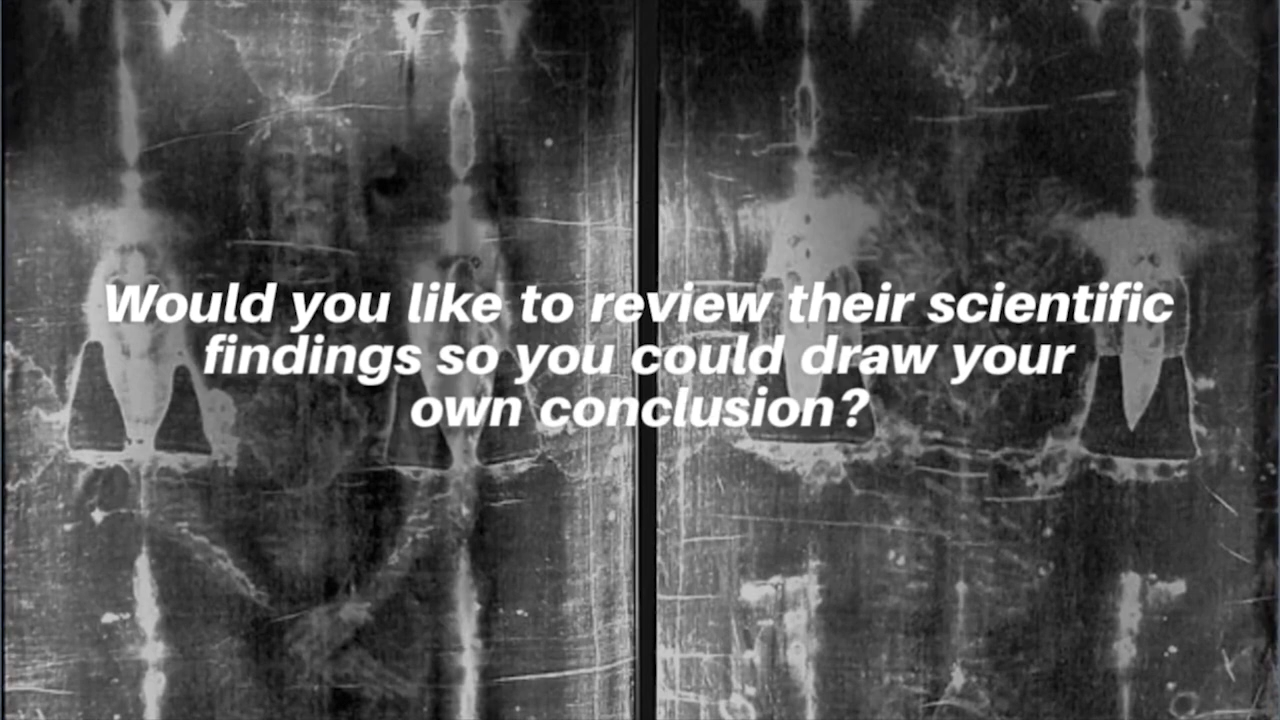 Would you like to review their scientific
findings so you could draw your
own conclusion?